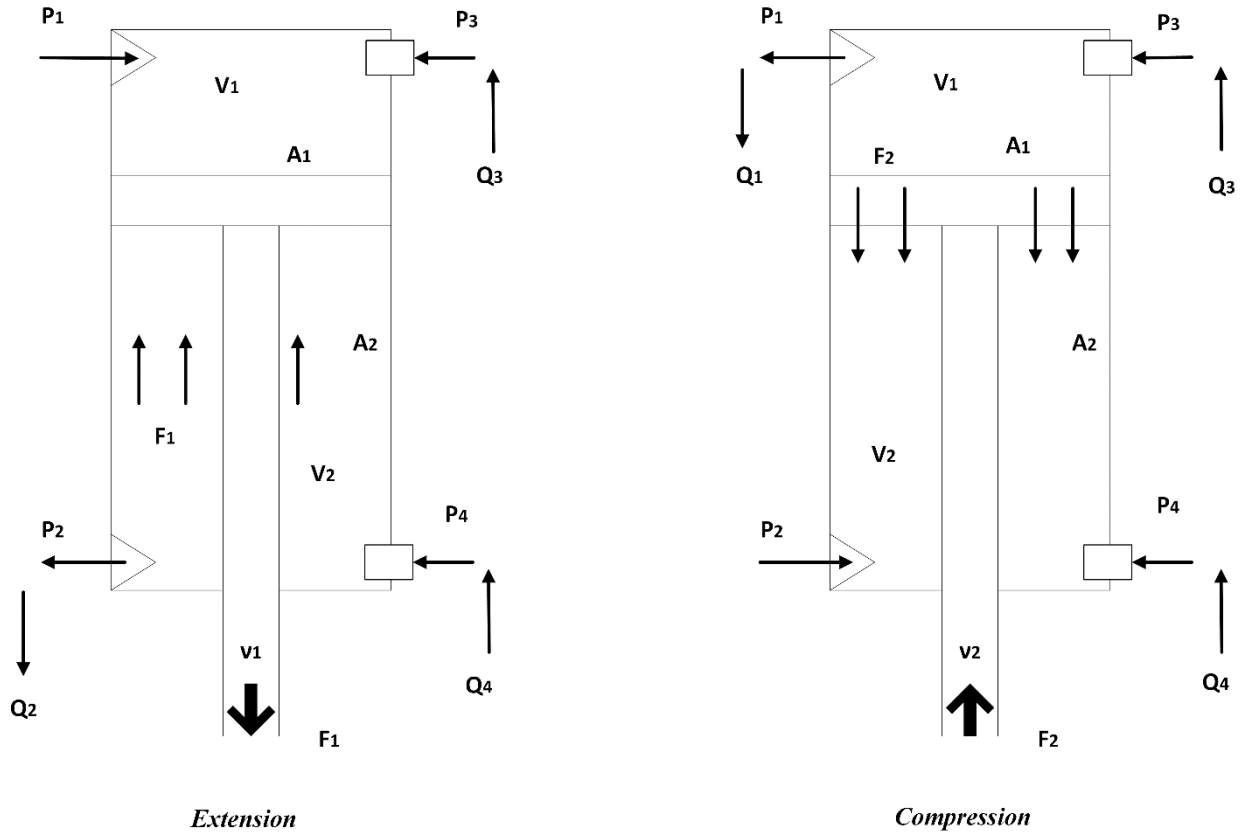 P1
P3
V1
A1
Q3
F1
A2
V2
P2
P4
Q2
v1
Q4
F1
Extension
P1
P3
V1
A1
F2
Q1
Q3
A2
V2
P2
P4
v2
Q4
F2
Compression